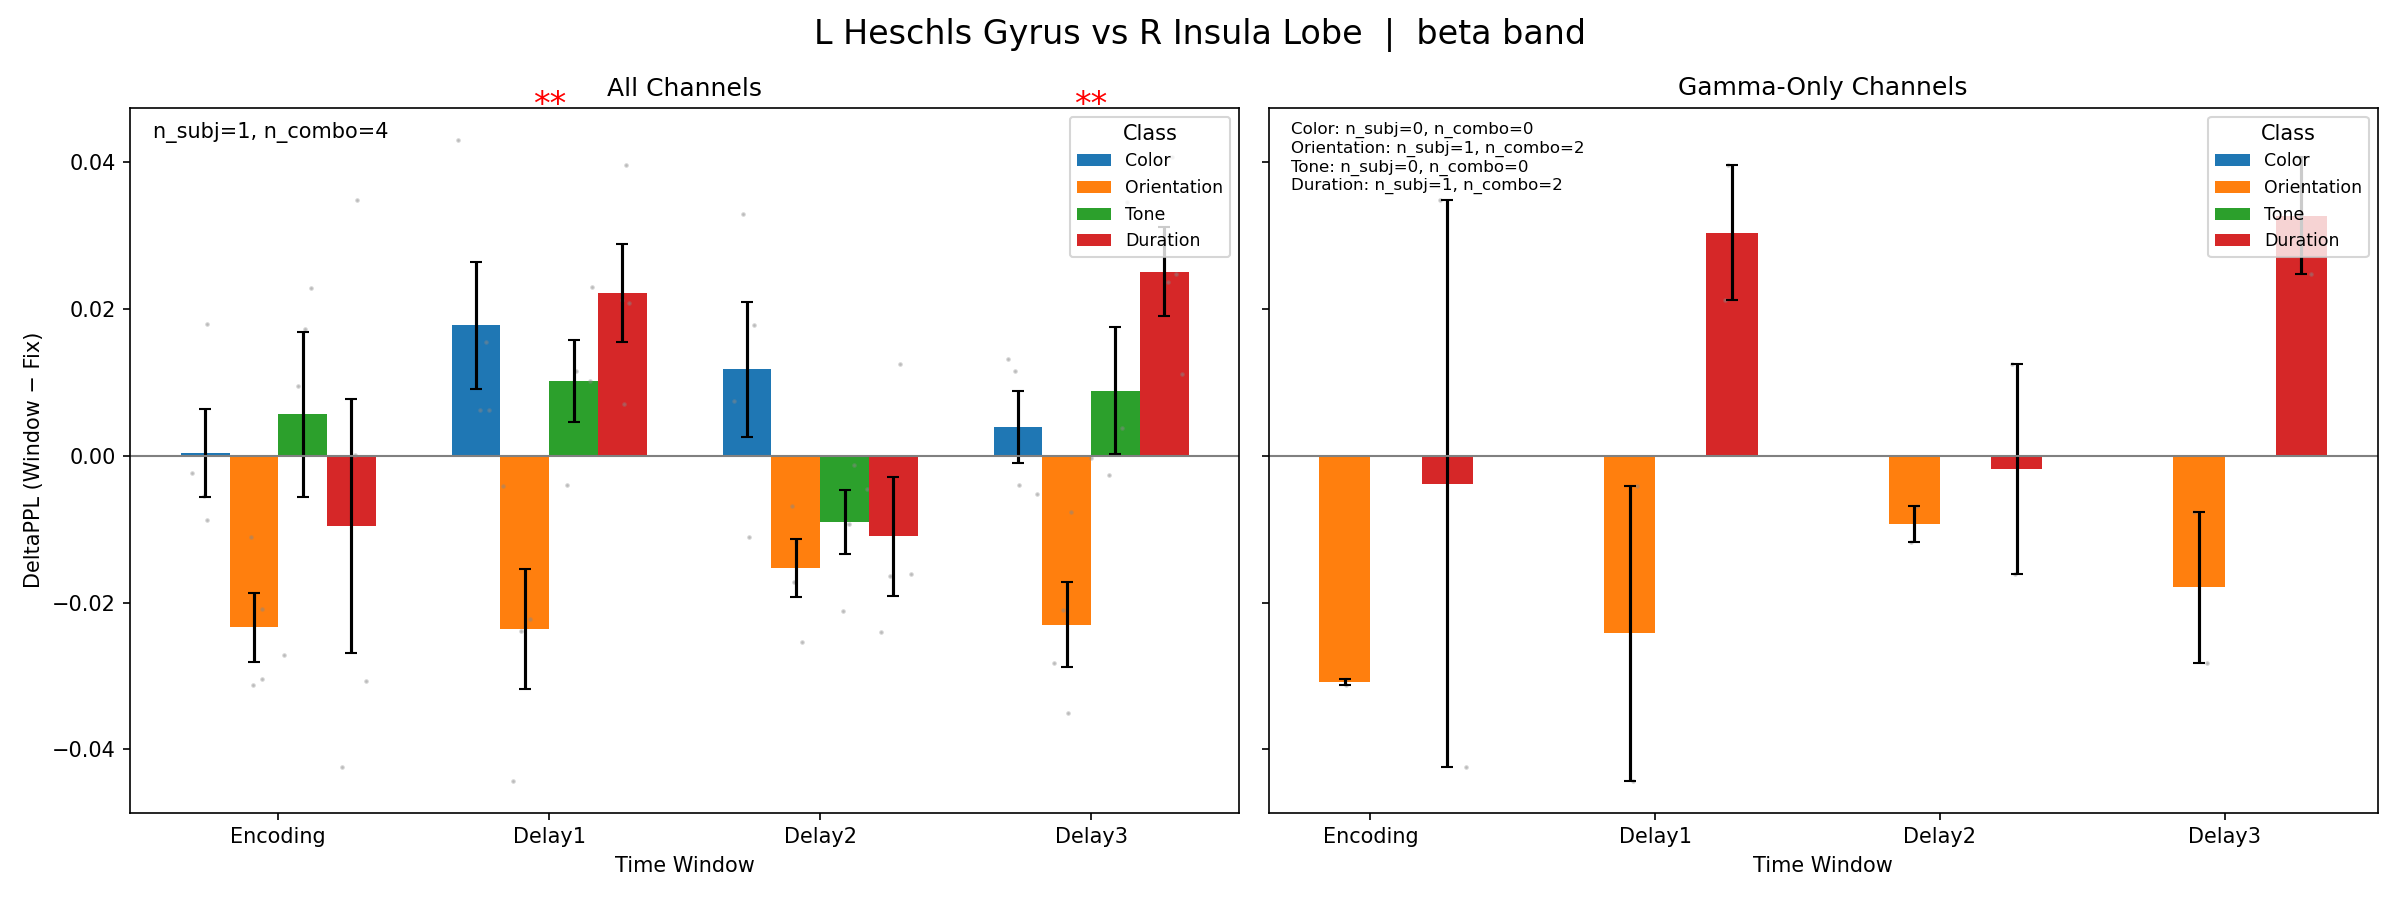 L Heschls Gyrus vs R Insula Lobe | beta band
All Channels
**
**
n_subj=1, n_combo=4
Class
Color
Orientation
Tone
Duration
0.04
0.02
0.00
−0.02
−0.04
DeltaPPL (Window − Fix)
Encoding
Delay1
Delay2
Delay3
Time Window
Gamma-Only Channels
Color: n_subj=0, n_combo=0
Orientation: n_subj=1, n_combo=2
Tone: n_subj=0, n_combo=0
Duration: n_subj=1, n_combo=2
Class
Color
Orientation
Tone
Duration
Encoding
Delay1
Delay2
Delay3
Time Window